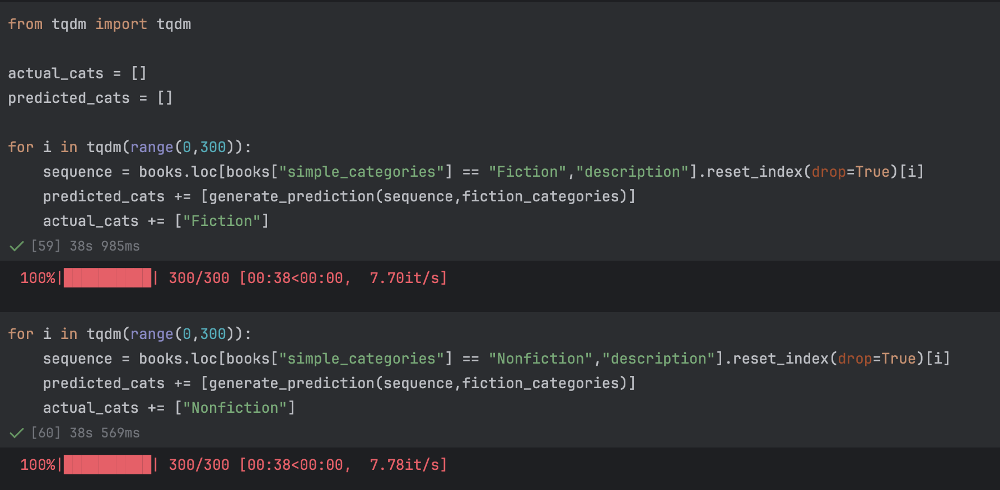 from tqdm import tqdm
actual_cats = []
predicted_cats = []
for i in tqdm(range(0,300)):
    sequence = books.loc[books["simple_categories"] == "Fiction","description"].reset_index(drop=True)[i]
    predicted_cats += [generate_prediction(sequence,fiction_categories)]
    actual_cats += ["Fiction"]
[59] 38s 985ms
100%|██████████| 300/300 [00:38<00:00,  7.70it/s]
for i in tqdm(range(0,300)):
    sequence = books.loc[books["simple_categories"] == "Nonfiction","description"].reset_index(drop=True)[i]
    predicted_cats += [generate_prediction(sequence,fiction_categories)]
    actual_cats += ["Nonfiction"]
[60] 38s 569ms
100%|██████████| 300/300 [00:38<00:00,  7.78it/s]